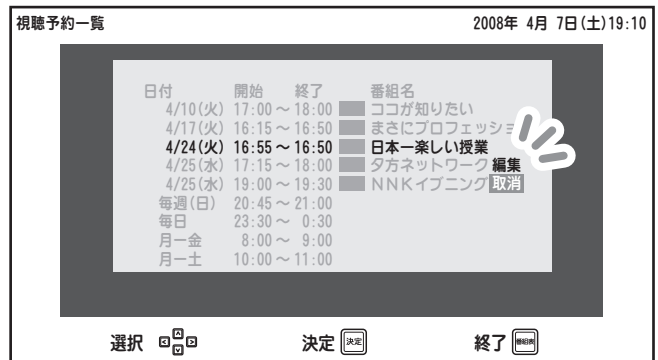 視聴予約一覧 2008年 4月 7日(土)19:10
日付 開始 終了 番組名
4/10(火) 17:00～18:00 ココが知りたい
4/17(火) 16:15～16:50 まさにプロフェッショ
4/24(火) 16:55～16:50 日本一楽しい授業
4/25(水) 17:15～18:00 夕方ネットワーク 編集
4/25(水) 19:00～19:30 NNKイブニング 取消
毎週(日) 20:45～21:00
毎日 23:30～ 0:30
月ー金 8:00～ 9:00
月ー土 10:00～11:00
選択 決定 決定 終了 番組表